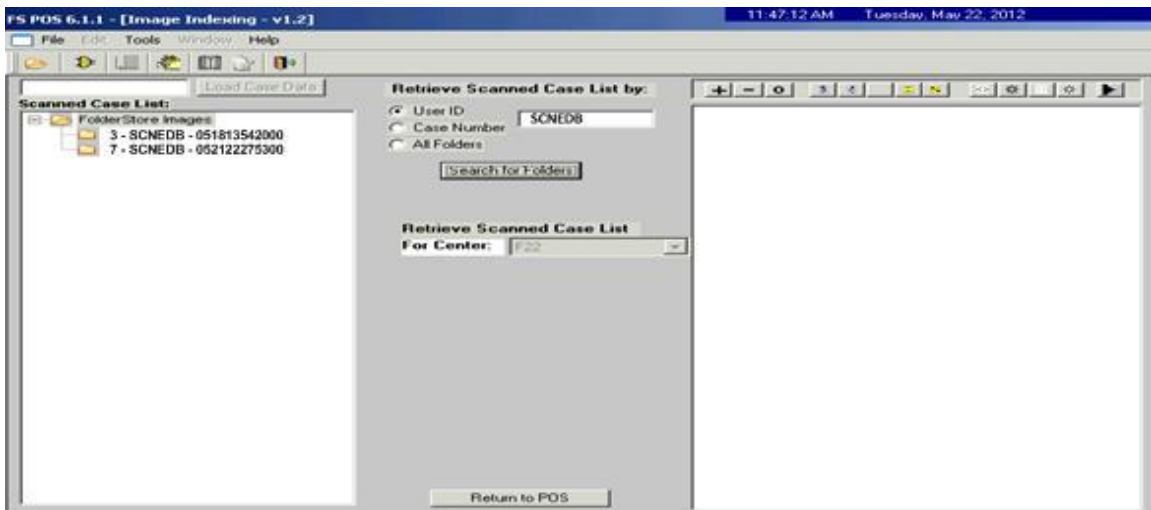 FS POS 6.1.1 - [Image Indexing - v1.2]
11:47:12 AM Tuesday, May 22, 2012
File Edit Tools Window Help
Load Case Data
Scanned Case List:
FolderStore Images
3 - SCNEDB - 051813542000
7 - SCNEDB - 052122275300
Retrieve Scanned Case List by:
User ID
SCNEDB
Case Number
All Folders
Search for Folders
Retrieve Scanned Case List
For Center: F22
Return to POS